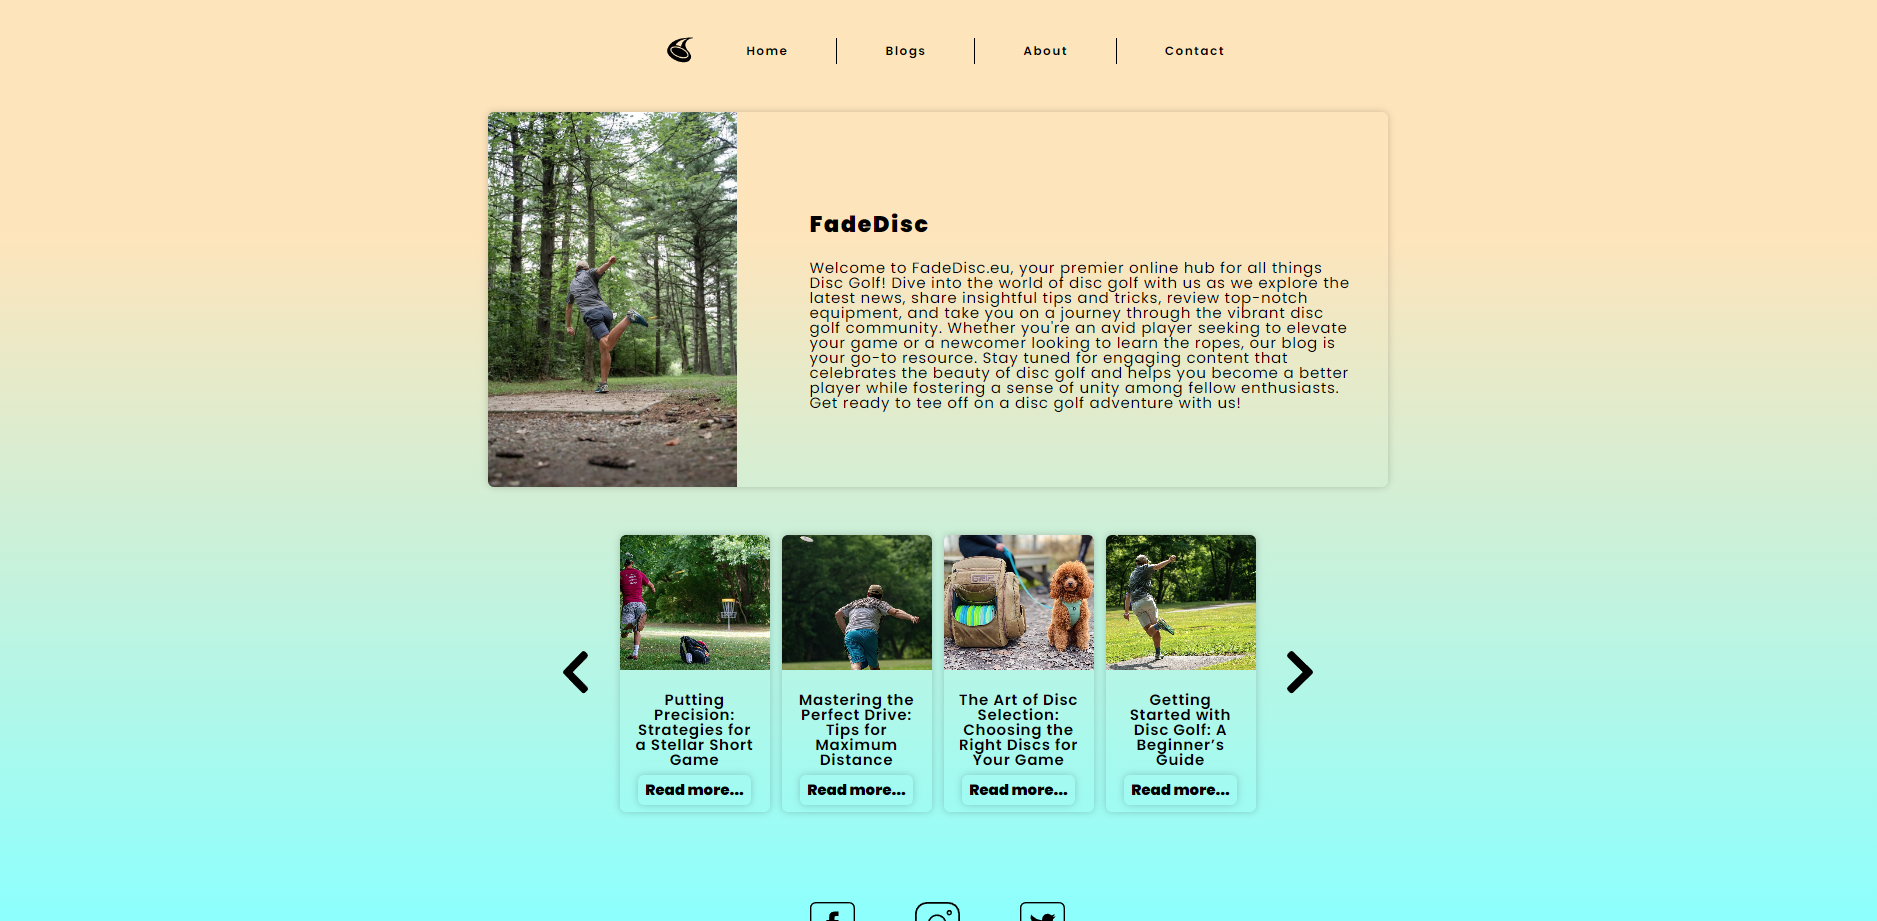 Home
Blogs
About
Contact
FadeDisc
Welcome to FadeDisc.eu, your premier online hub for all things
Disc Golf! Dive into the world of disc golf with us as we explore the
latest news, share insightful tips and tricks, review top-notch
equipment, and take you on a journey through the vibrant disc
golf community. Whether you're an avid player seeking to elevate
your game or a newcomer looking to learn the ropes, our blog is
your go-to resource. Stay tuned for engaging content that
celebrates the beauty of disc golf and helps you become a better
player while fostering a sense of unity among fellow enthusiasts.
Get ready to tee off on a disc golf adventure with us!
Putting
Precision:
Strategies for
a Stellar Short
Game
Read more...
Mastering the
Perfect Drive:
Tips for
Maximum
Distance
Read more...
The Art of Disc
Selection:
Choosing the
Right Discs for
Your Game
Read more...
Getting
Started with
Disc Golf: A
Beginner’s
Guide
Read more...